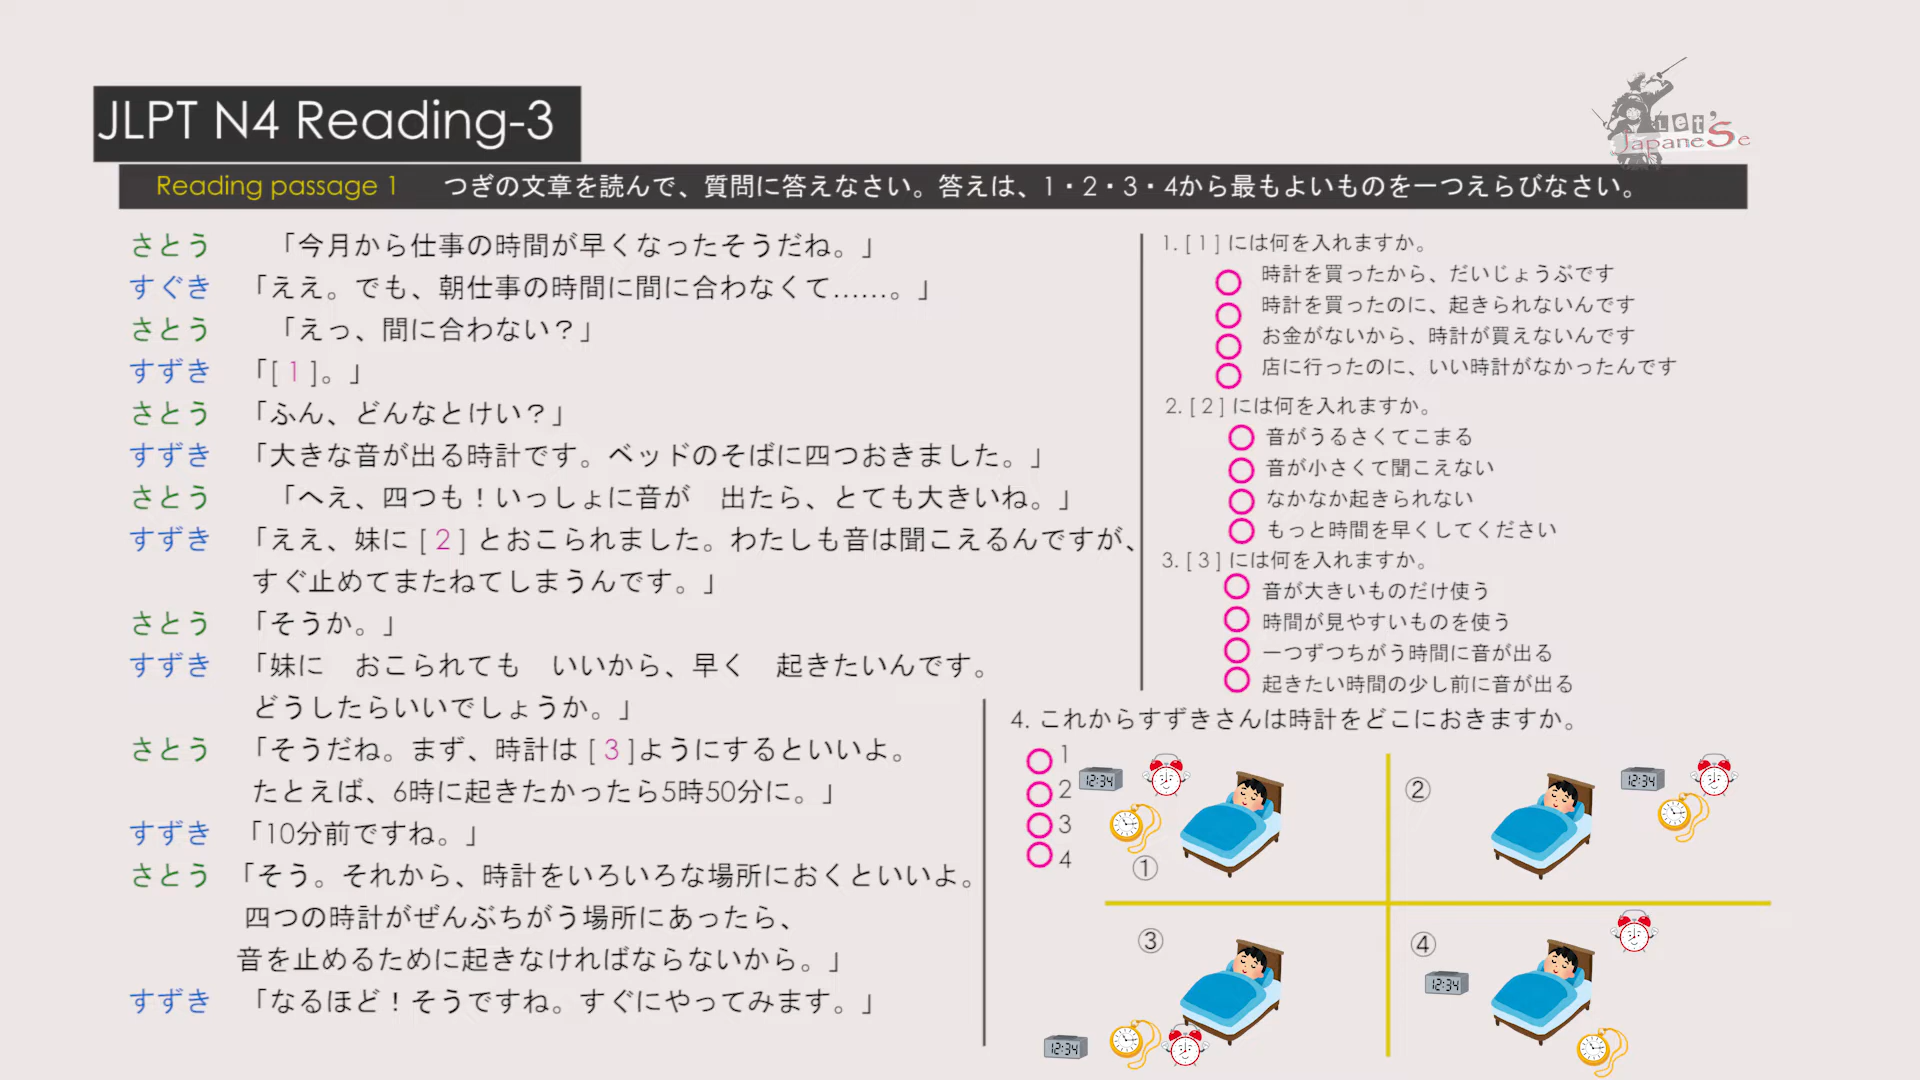 JLPT N4 Reading-3
Let's
JapaneSe
Reading passage 1 つぎの文章を読んで、質問に答えなさい。答えは、1・2・3・4から最もよいものを一つえらびなさい。
さとう 「今月から仕事の時間が早くなったそうだね。」
すぐき 「ええ。でも、朝仕事の時間に間に合わなくて……。」
さとう 「えっ、間に合わない？」
すずき 「[ 1 ]。」
さとう 「ふん、どんなとけい？」
すずき 「大きな音が出る時計です。ベッドのそばに四つおきました。」
さとう 「へえ、四つも！いっしょに音が 出たら、とても大きいね。」
すずき 「ええ、妹に [ 2 ] とおこられました。わたしも音は聞こえるんですが、
すぐ止めてまたねてしまうんです。」
さとう 「そうか。」
すずき 「妹に おこられても いいから、早く 起きたいんです。
どうしたらいいでしょうか。」
さとう 「そうだね。まず、時計は [ 3 ]ようにするといいよ。
たとえば、6時に起きたかったら5時50分に。」
すずき 「10分前ですね。」
さとう 「そう。それから、時計をいろいろな場所におくといいよ。
四つの時計がぜんぶちがう場所にあったら、
音を止めるために起きなければならないから。」
すずき 「なるほど！そうですね。すぐにやってみます。」
1. [ 1 ] には何を入れますか。
時計を買ったから、だいじょうぶです
時計を買ったのに、起きられないんです
お金がないから、時計が買えないんです
店に行ったのに、いい時計がなかったんです
2. [ 2 ] には何を入れますか。
音がうるさくてこまる
音が小さくて聞こえない
なかなか起きられない
もっと時間を早くしてください
3. [ 3 ] には何を入れますか。
音が大きいものだけ使う
時間が見やすいものを使う
一つずつちがう時間に音が出る
起きたい時間の少し前に音が出る
4. これからすずきさんは時計をどこにおきますか。
1
2
3
4
12:34
①
②
12:34
③
12:34
④
12:34